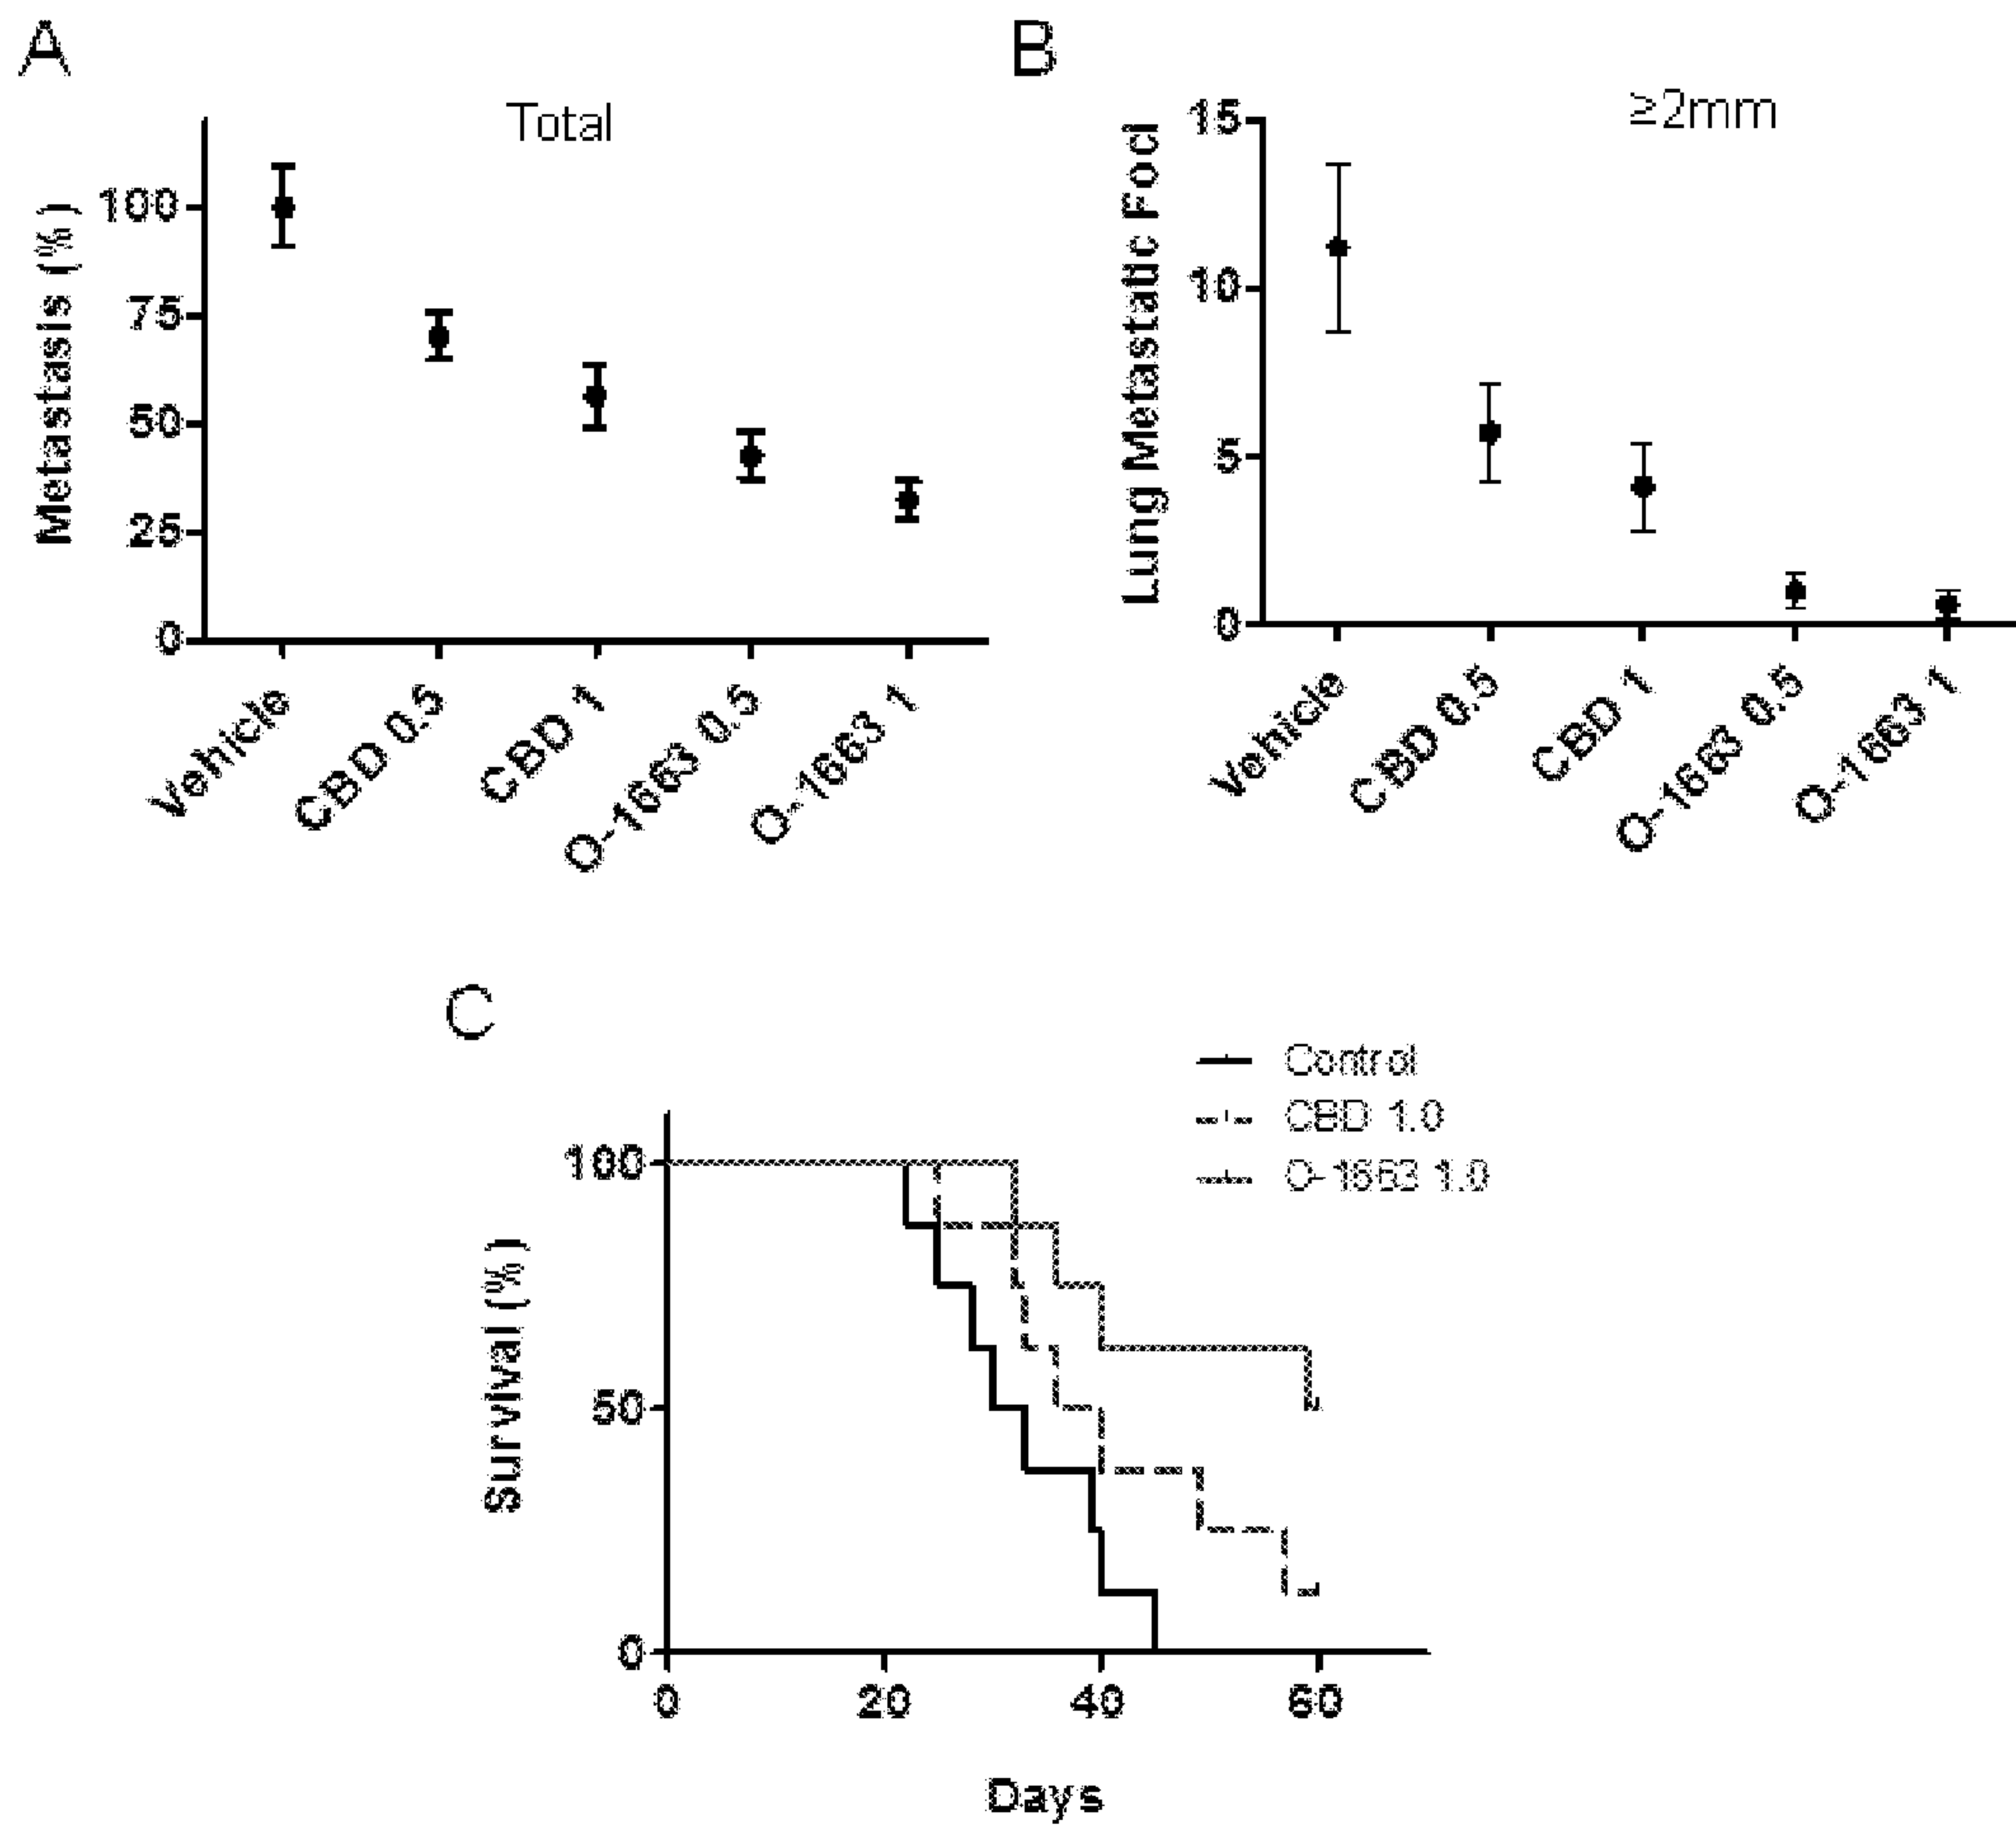 A
Total
Metastasis (%)
100
75
50
25
0
Vehicle
CBD 0.5
CBD 1
O-1663 0.5
O-1663 1
B
≥2mm
Lung Metastatic Foci
15
10
5
0
Vehicle
CBD 0.5
CBD 1
O-1663 0.5
O-1663 1
C
Control
CBD 1.0
O-1663 1.0
Survival (%)
100
50
0
0 20 40 60
Days